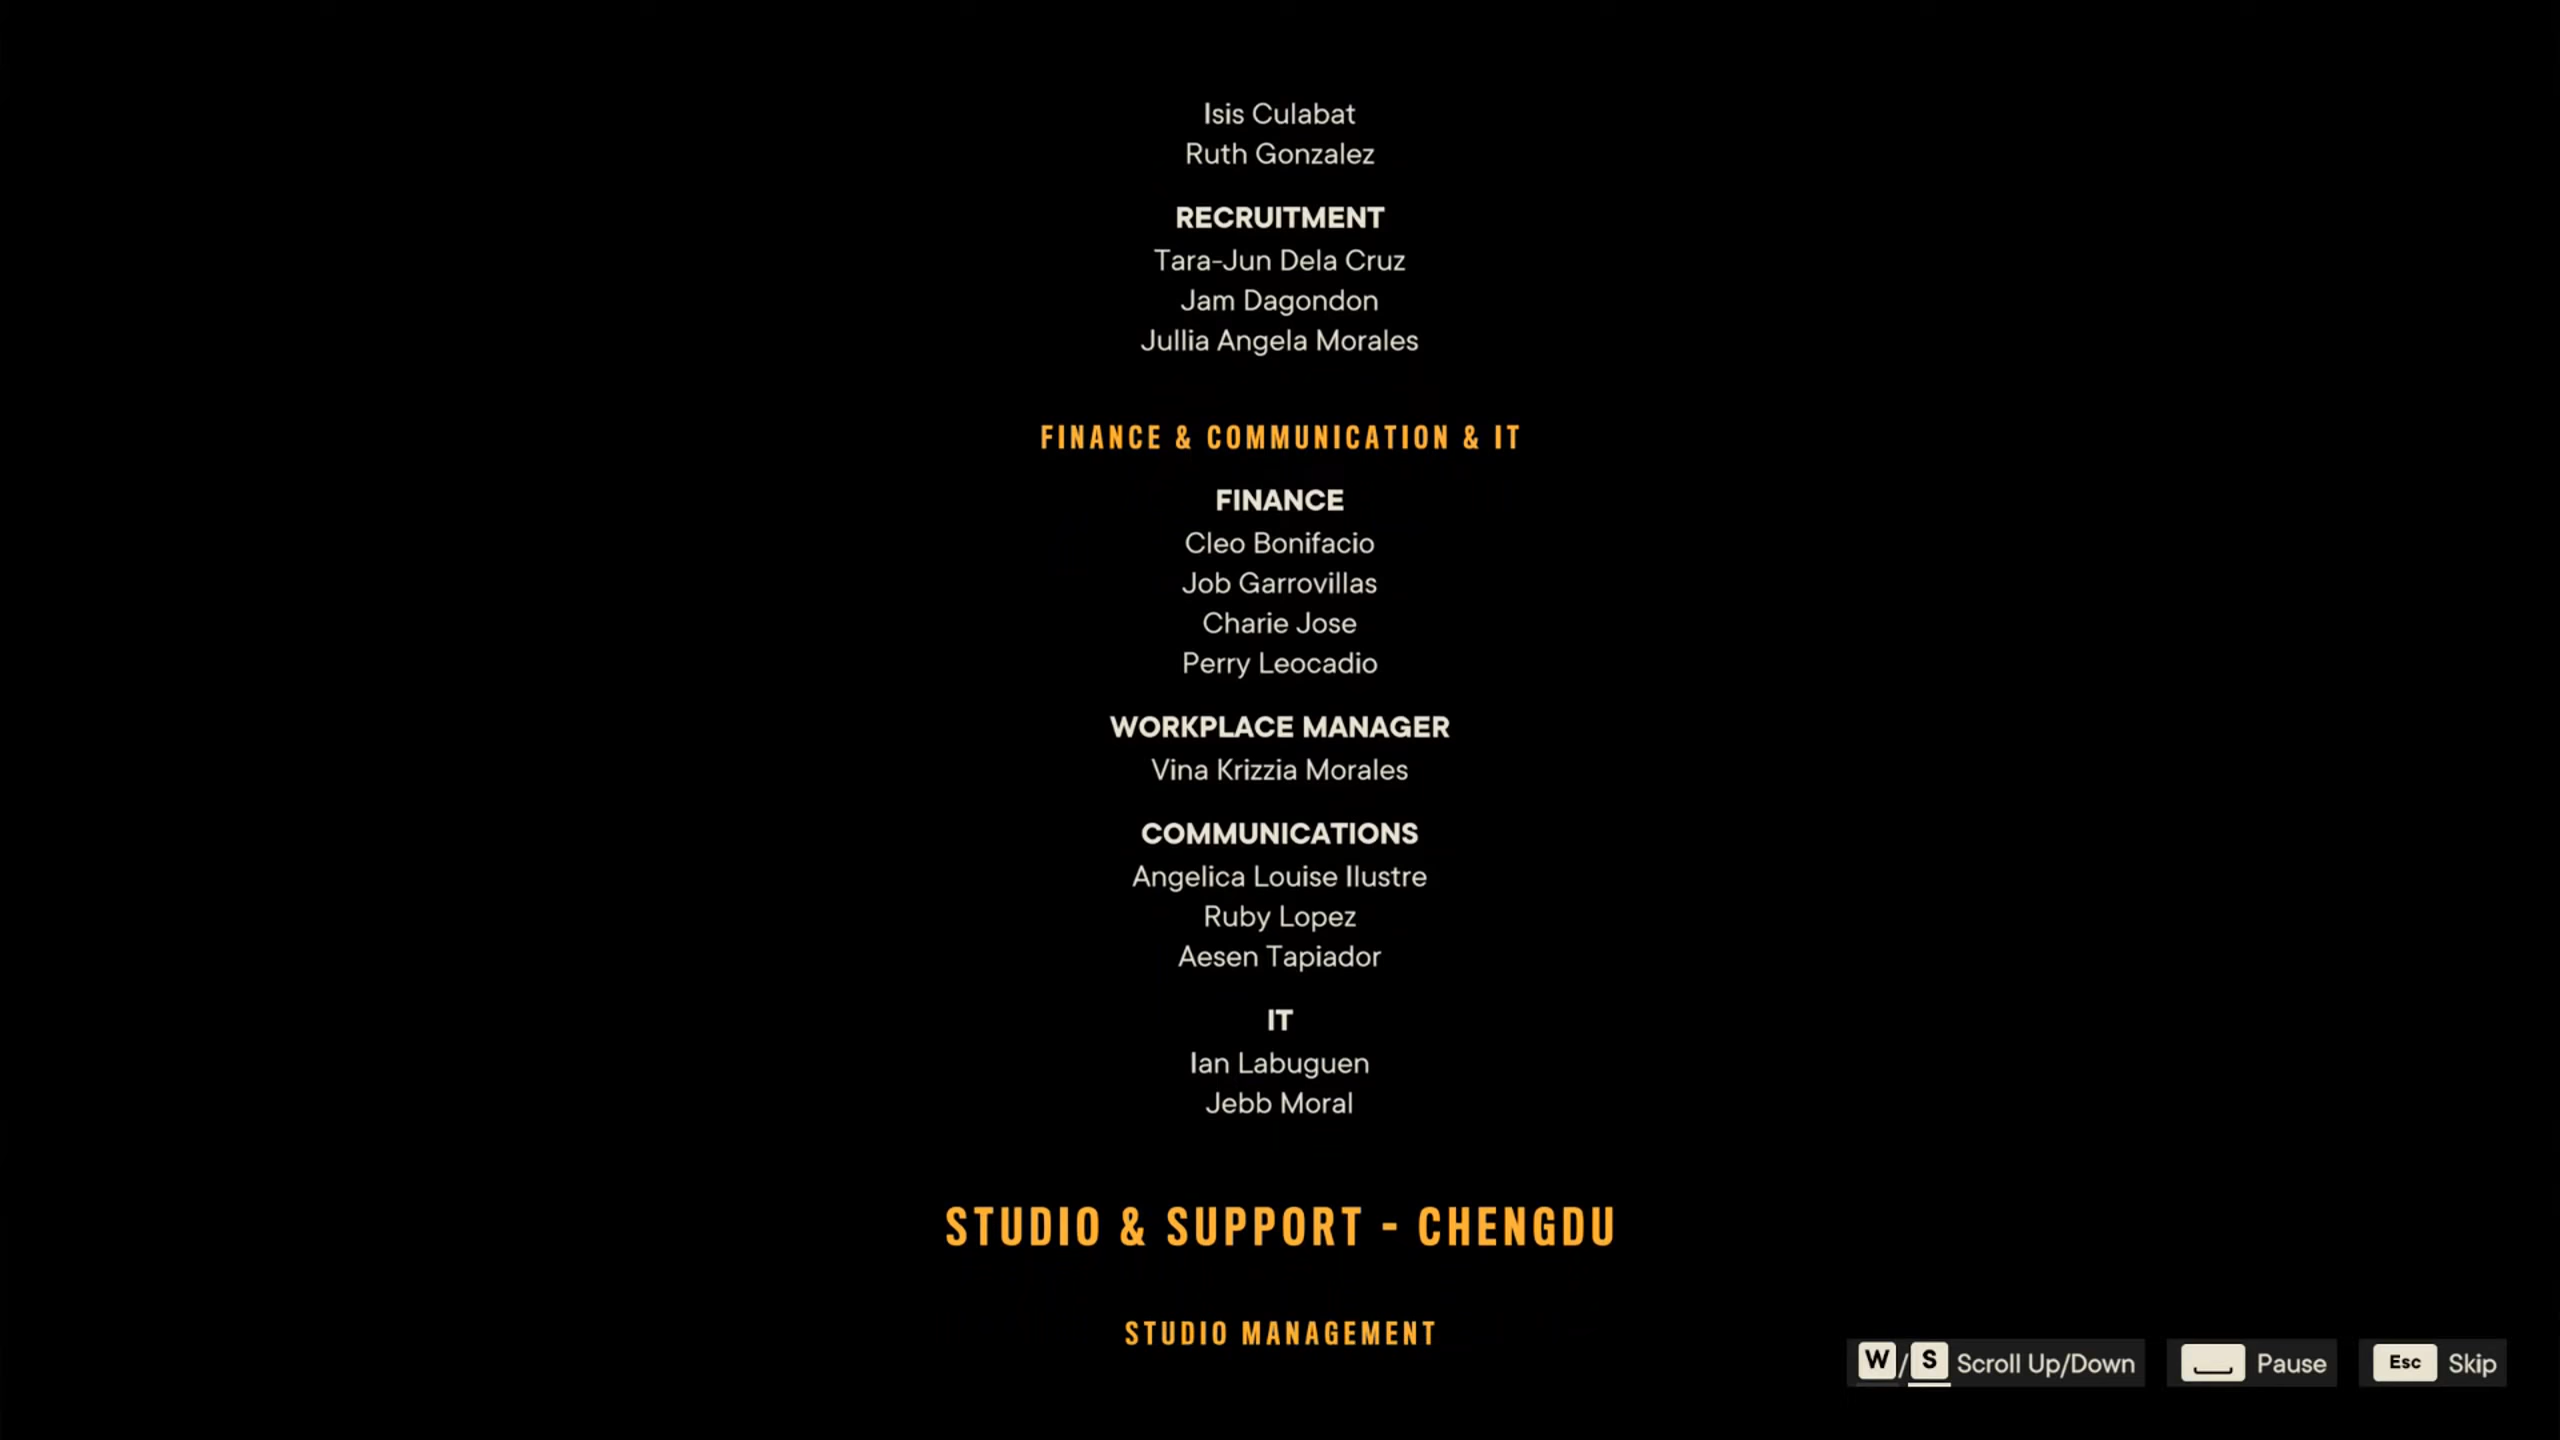 Isis Culabat
Ruth Gonzalez
RECRUITMENT
Tara-Jun Dela Cruz
Jam Dagondon
Jullia Angela Morales
FINANCE & COMMUNICATION & IT
FINANCE
Cleo Bonifacio
Job Garrovillas
Charie Jose
Perry Leocadio
WORKPLACE MANAGER
Vina Krizzia Morales
COMMUNICATIONS
Angelica Louise Ilustre
Ruby Lopez
Aesen Tapiador
IT
Ian Labuguen
Jebb Moral
STUDIO & SUPPORT - CHENGDU
STUDIO MANAGEMENT
W/S Scroll Up/Down Pause Esc Skip